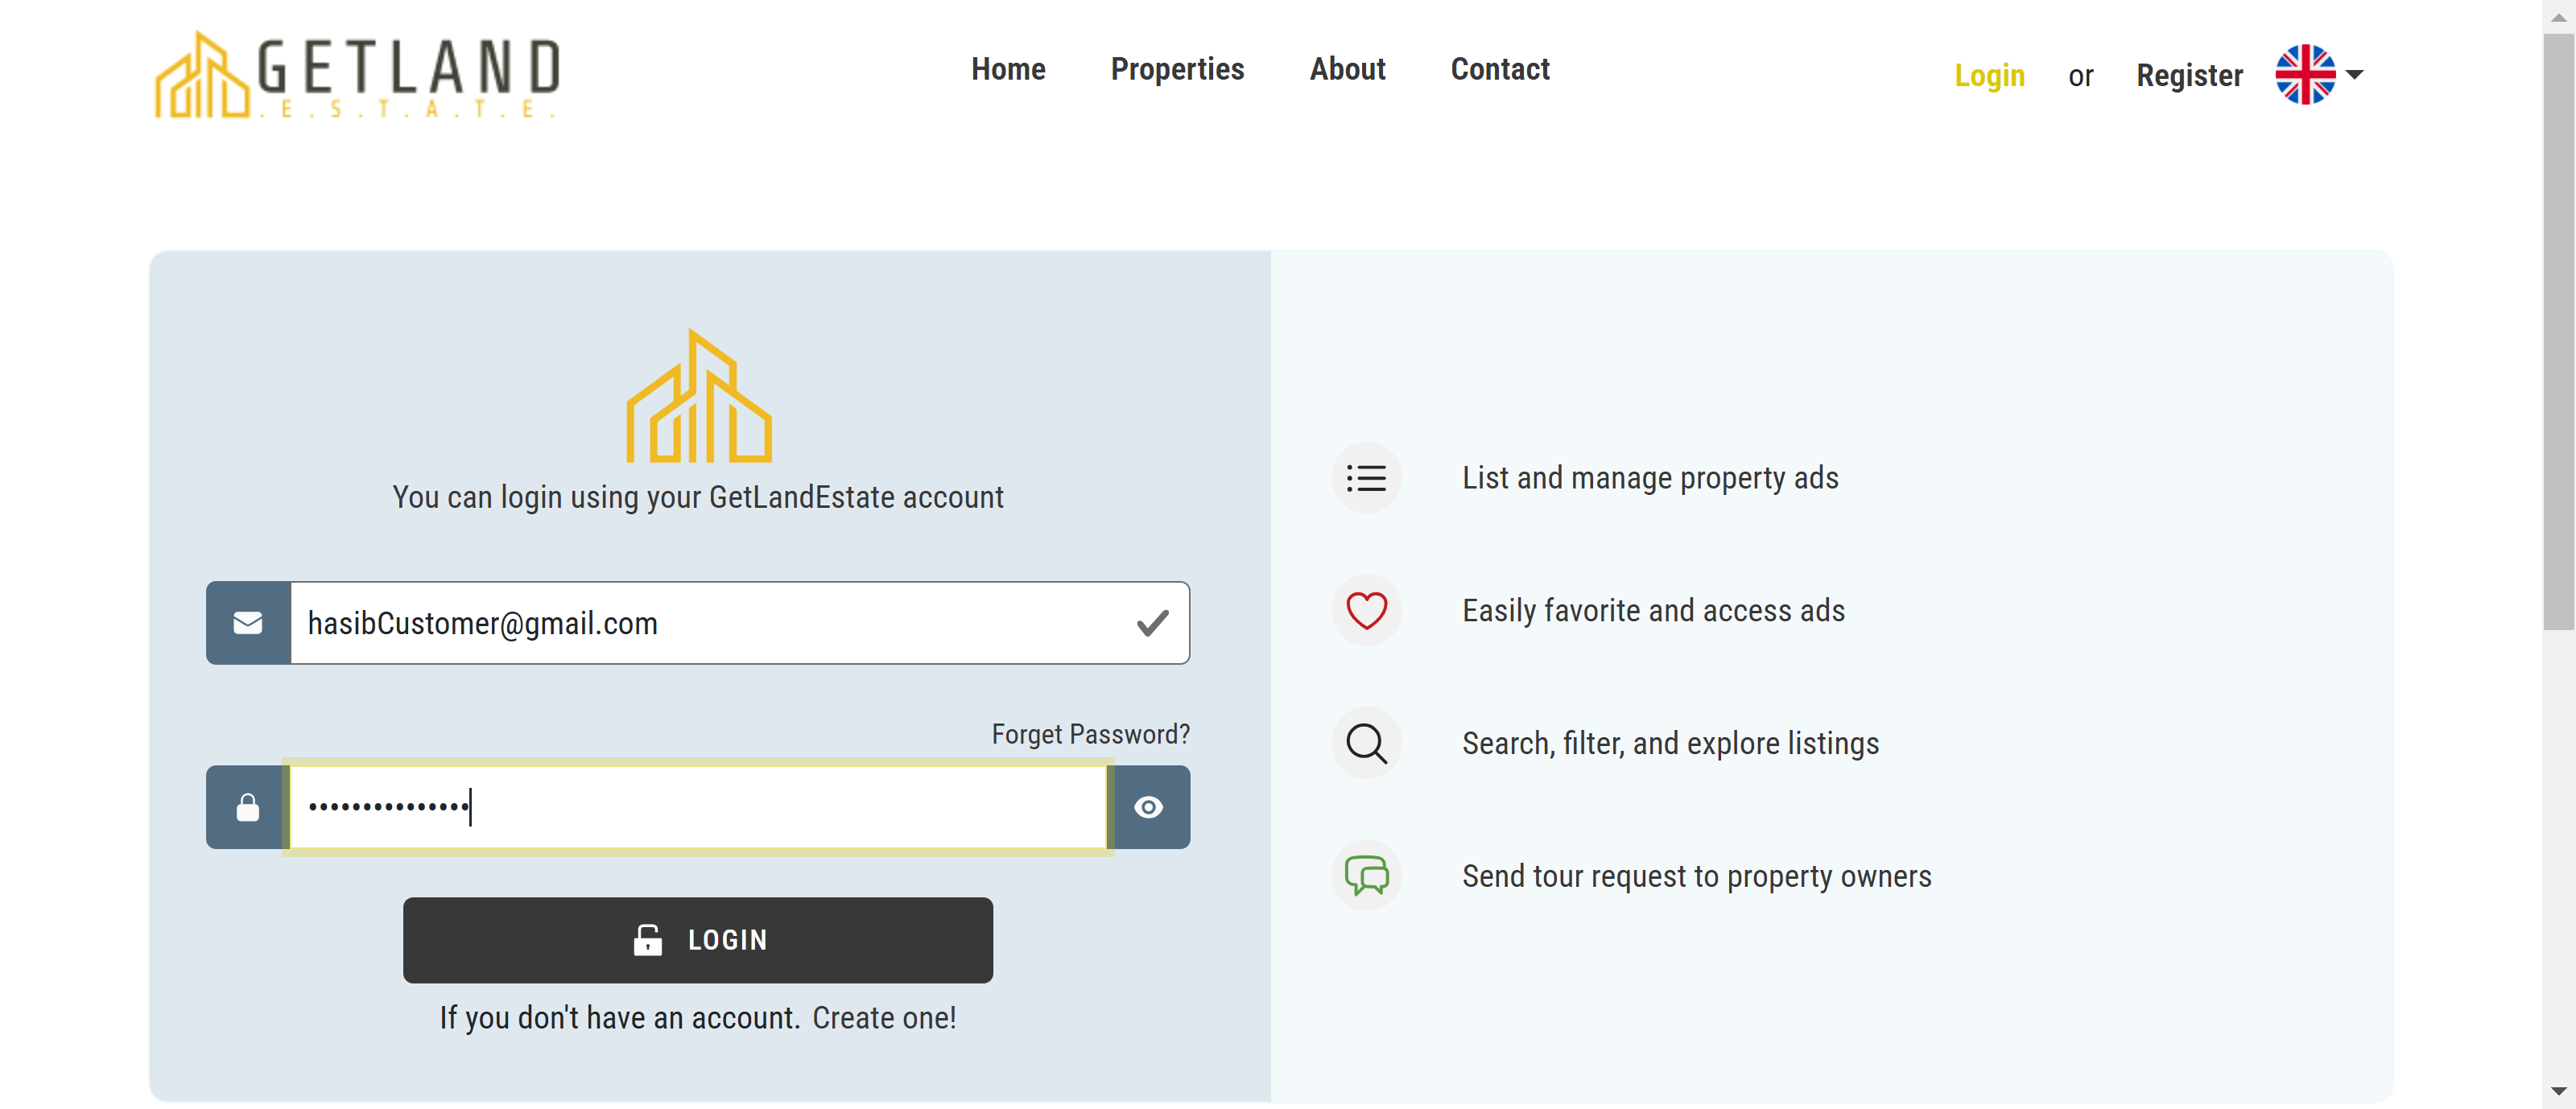 GETLAND
.E.S.T.A.T.E.
Home Properties About Contact
Login or Register
You can login using your GetLandEstate account
hasibCustomer@gmail.com
Forget Password?
•••••••••••••••
LOGIN
If you don't have an account. Create one!
List and manage property ads
Easily favorite and access ads
Search, filter, and explore listings
Send tour request to property owners